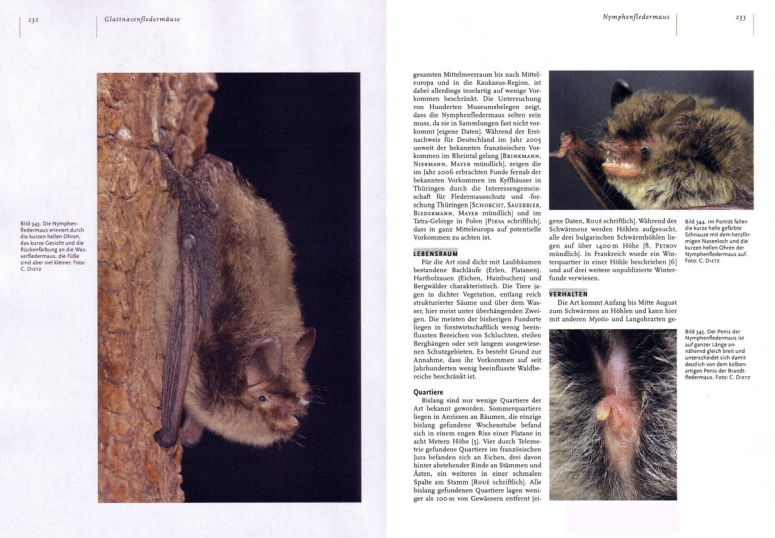 232
Glattnasenfledermäuse
Bild 343. Die Nymphen-
fledermaus erinnert durch
die kurzen hellen Ohren,
das kurze Gesicht und die
Rückenfärbung an die Was-
serfledermaus, die Füße
sind aber viel kleiner. Foto:
C. DIETZ
Nymphenfledermaus
233
gesamten Mittelmeerraum bis nach Mittel-
europa und in die Kaukasus-Region, ist
dabei allerdings inselartig auf wenige Vor-
kommen beschränkt. Die Untersuchung
von Hunderten Museumsbelegen zeigt,
dass die Nymphenfledermaus selten sein
muss, da sie in Sammlungen fast nicht vor-
kommt [eigene Daten]. Während der Erst-
nachweis für Deutschland im Jahr 2005
unweit der bekannten französischen Vor-
kommen im Rheintal gelang [BRINKMANN,
NIERMANN, MAYER mündlich], zeigen die
im Jahr 2006 erbrachten Funde fernab der
bekannten Vorkommen im Kyffhäuser in
Thüringen durch die Interessengemein-
schaft für Fledermausschutz und -for-
schung Thüringen [SCHORCHT, SAUERBIER,
BIEDERMANN, MAYER mündlich] und im
Tatra-Gebirge in Polen [PIKSA schriftlich],
dass in ganz Mitteleuropa auf potentielle
Vorkommen zu achten ist.
LEBENSRAUM
Für die Art sind dicht mit Laubbäumen
bestandene Bachläufe (Erlen, Platanen),
Hartholzauen (Eichen, Hainbuchen) und
Bergwälder charakteristisch. Die Tiere ja-
gen in dichter Vegetation, entlang reich
strukturierter Säume und über dem Was-
ser, hier meist unter überhängenden Zwei-
gen. Die meisten der bisherigen Fundorte
liegen in forstwirtschaftlich wenig beein-
flussten Bereichen von Schluchten, steilen
Berghängen oder seit langem ausgewiese-
nen Schutzgebieten. Es besteht Grund zur
Annahme, dass ihr Vorkommen auf seit
Jahrhunderten wenig beeinflusste Waldbe-
reiche beschränkt ist.
Quartiere
Bislang sind nur wenige Quartiere der
Art bekannt geworden. Sommerquartiere
liegen in Anrissen an Bäumen, die einzige
bislang gefundene Wochenstube befand
sich in einem engen Riss einer Platane in
acht Metern Höhe [5]. Vier durch Teleme-
trie gefundene Quartiere im französischen
Jura befanden sich an Eichen, drei davon
hinter abstehender Rinde an Stämmen und
Ästen, ein weiteres in einer schmalen
Spalte am Stamm [ROUÉ schriftlich]. Alle
bislang gefundenen Quartiere lagen weni-
ger als 100 m von Gewässern entfernt [ei-
gene Daten, ROUÉ schriftlich]. Während des
Schwärmens werden Höhlen aufgesucht,
alle drei bulgarischen Schwärmhöhlen lie-
gen auf über 1400 m Höhe [8, PETROV
mündlich]. In Frankreich wurde ein Win-
terquartier in einer Höhle beschrieben [6]
und auf drei weitere unpublizierte Winter-
funde verwiesen.
VERHALTEN
Die Art kommt Anfang bis Mitte August
zum Schwärmen an Höhlen und kann hier
mit anderen Myotis- und Langohrarten ge-
Bild 344. Im Porträt fallen
die kurze helle gefärbte
Schnauze mit dem herzför-
migen Nasenloch und die
kurzen hellen Ohren der
Nymphenfledermaus auf.
Foto: C. DIETZ
Bild 345. Der Penis der
Nymphenfledermaus ist
auf ganzer Länge an-
nähernd gleich breit und
unterscheidet sich damit
deutlich von dem kolben-
artigen Penis der Brandt-
fledermaus. Foto: C. DIETZ